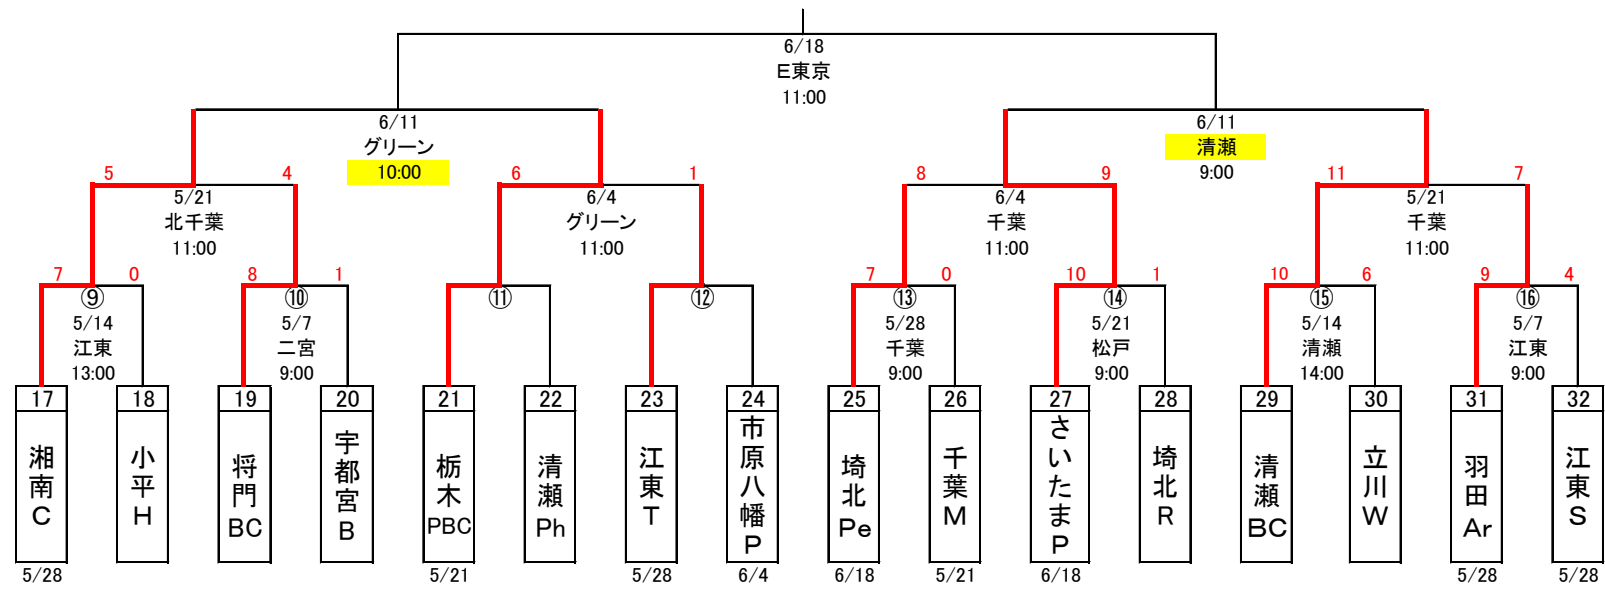 6/18
E東京
11:00
6/11
グリーン
10:00
6/11
清瀬
9:00
5
4
5/21
北千葉
11:00
6
1
6/4
グリーン
11:00
8
9
6/4
千葉
11:00
11
7
5/21
千葉
11:00
7
0
⑨
5/14
江東
13:00
8
1
⑩
5/7
二宮
9:00
⑪
⑫
7
0
⑬
5/28
千葉
9:00
10
1
⑭
5/21
松戸
9:00
10
6
⑮
5/14
清瀬
14:00
9
4
⑯
5/7
江東
9:00
17
湘南C
5/28
18
小平H
19
将門BC
20
宇都宮B
21
栃木PBC
5/21
22
清瀬Ph
23
江東T
5/28
24
市原八幡P
6/4
25
埼北Pe
6/18
26
千葉M
5/21
27
さいたまP
6/18
28
埼北R
29
清瀬BC
30
立川W
31
羽田Ar
5/28
32
江東S
5/28